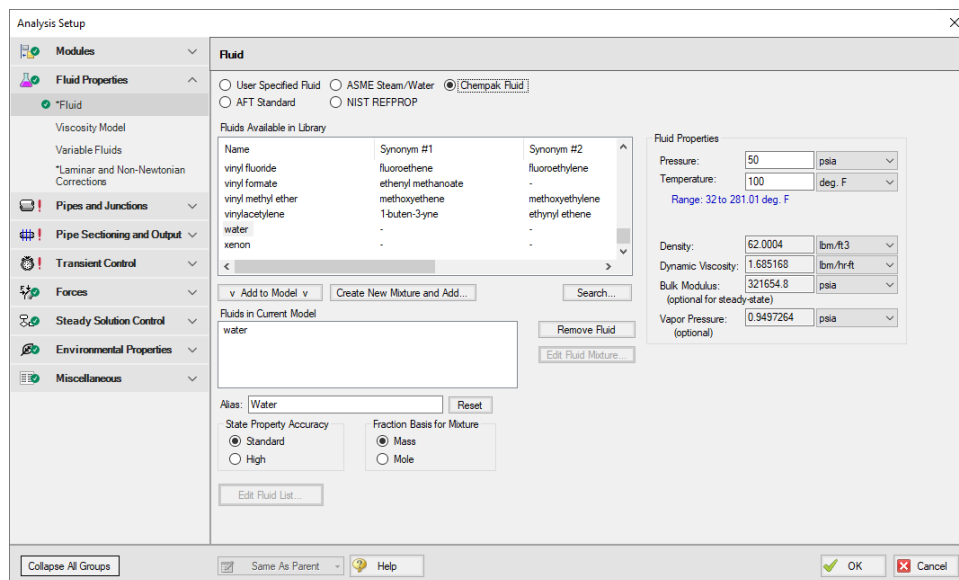 Analysis Setup
Modules
Fluid Properties
*Fluid
Viscosity Model
Variable Fluids
*Laminar and Non-Newtonian
Corrections
Pipes and Junctions
Pipe Sectioning and Output
Transient Control
Forces
Steady Solution Control
Environmental Properties
Miscellaneous
Collapse All Groups
Fluid
User Specified Fluid ASME Steam/Water Chempak Fluid
AFT Standard NIST REFPROP
Fluids Available in Library
Name Synonym #1 Synonym #2
vinyl fluoride fluoroethene fluoroethylene
vinyl formate ethenyl methanoate -
vinyl methyl ether methoxyethene methoxyethylene
vinylacetylene 1-buten-3-yne ethynyl ethene
water - -
xenon - -
v Add to Model v Create New Mixture and Add... Search...
Fluids in Current Model
water
Remove Fluid
Edit Fluid Mixture...
Alias: Water Reset
State Property Accuracy
Standard
High
Fraction Basis for Mixture
Mass
Mole
Edit Fluid List...
Fluid Properties
Pressure: 50 psia
Temperature: 100 deg. F
Range: 32 to 281.01 deg. F
Density: 62.0004 lbm/ft3
Dynamic Viscosity: 1.685168 lbm/hr-ft
Bulk Modulus: 321654.8 psia
(optional for steady-state)
Vapor Pressure: 0.9497264 psia
(optional)
Same As Parent Help OK Cancel